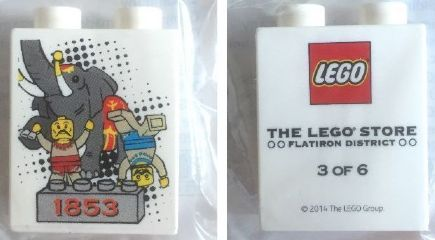 1853
LEGO
THE LEGO® STORE
FLATIRON DISTRICT
3 OF 6
© 2014 The LEGO Group.